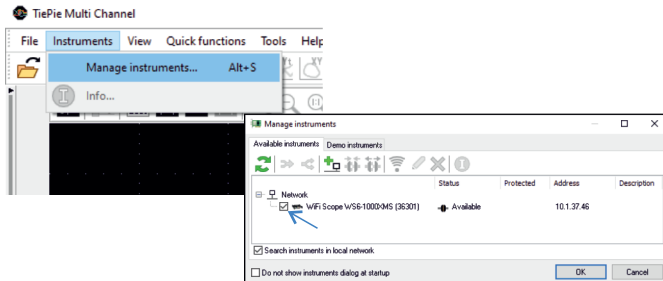 TiePie Multi Channel
File Instruments View Quick functions Tools Help
Manage instruments... Alt+S
Info...
Manage instruments
Available instruments Demo instruments
Status Protected Address Description
Network
WiFi Scope WS6-1000XMS (36301) Available 10.1.37.46
Search instruments in local network
Do not show instruments dialog at startup OK Cancel